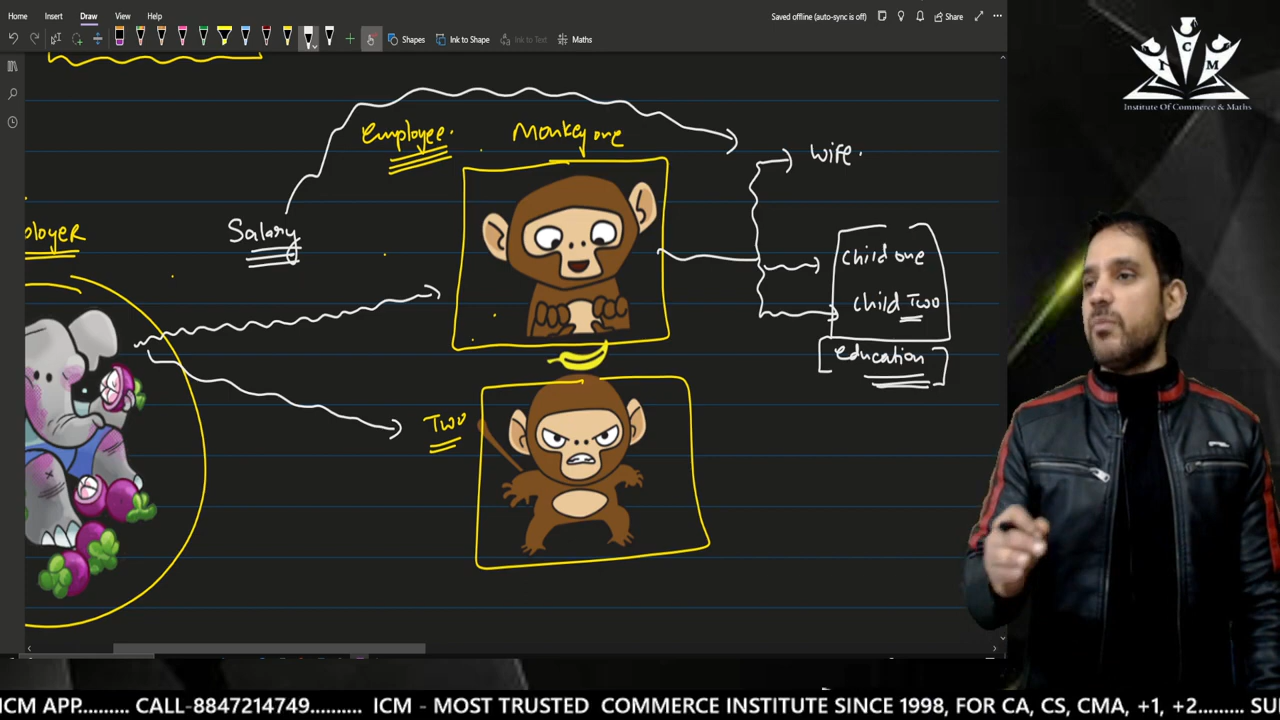 Home Insert Draw View Help
Saved offline (auto-sync is off)
Share
Shapes
Ink to Shape
Ink to Text
Maths
I C M
Institute Of Commerce & Maths
Employee.
Monkey one
wife.
ployer
Salary
child one
child Two
education
Two
ICM APP.......... CALL-8847214749.......... ICM - MOST TRUSTED COMMERCE INSTITUTE SINCE 1998, FOR CA, CS, CMA, +1, +2......... SU